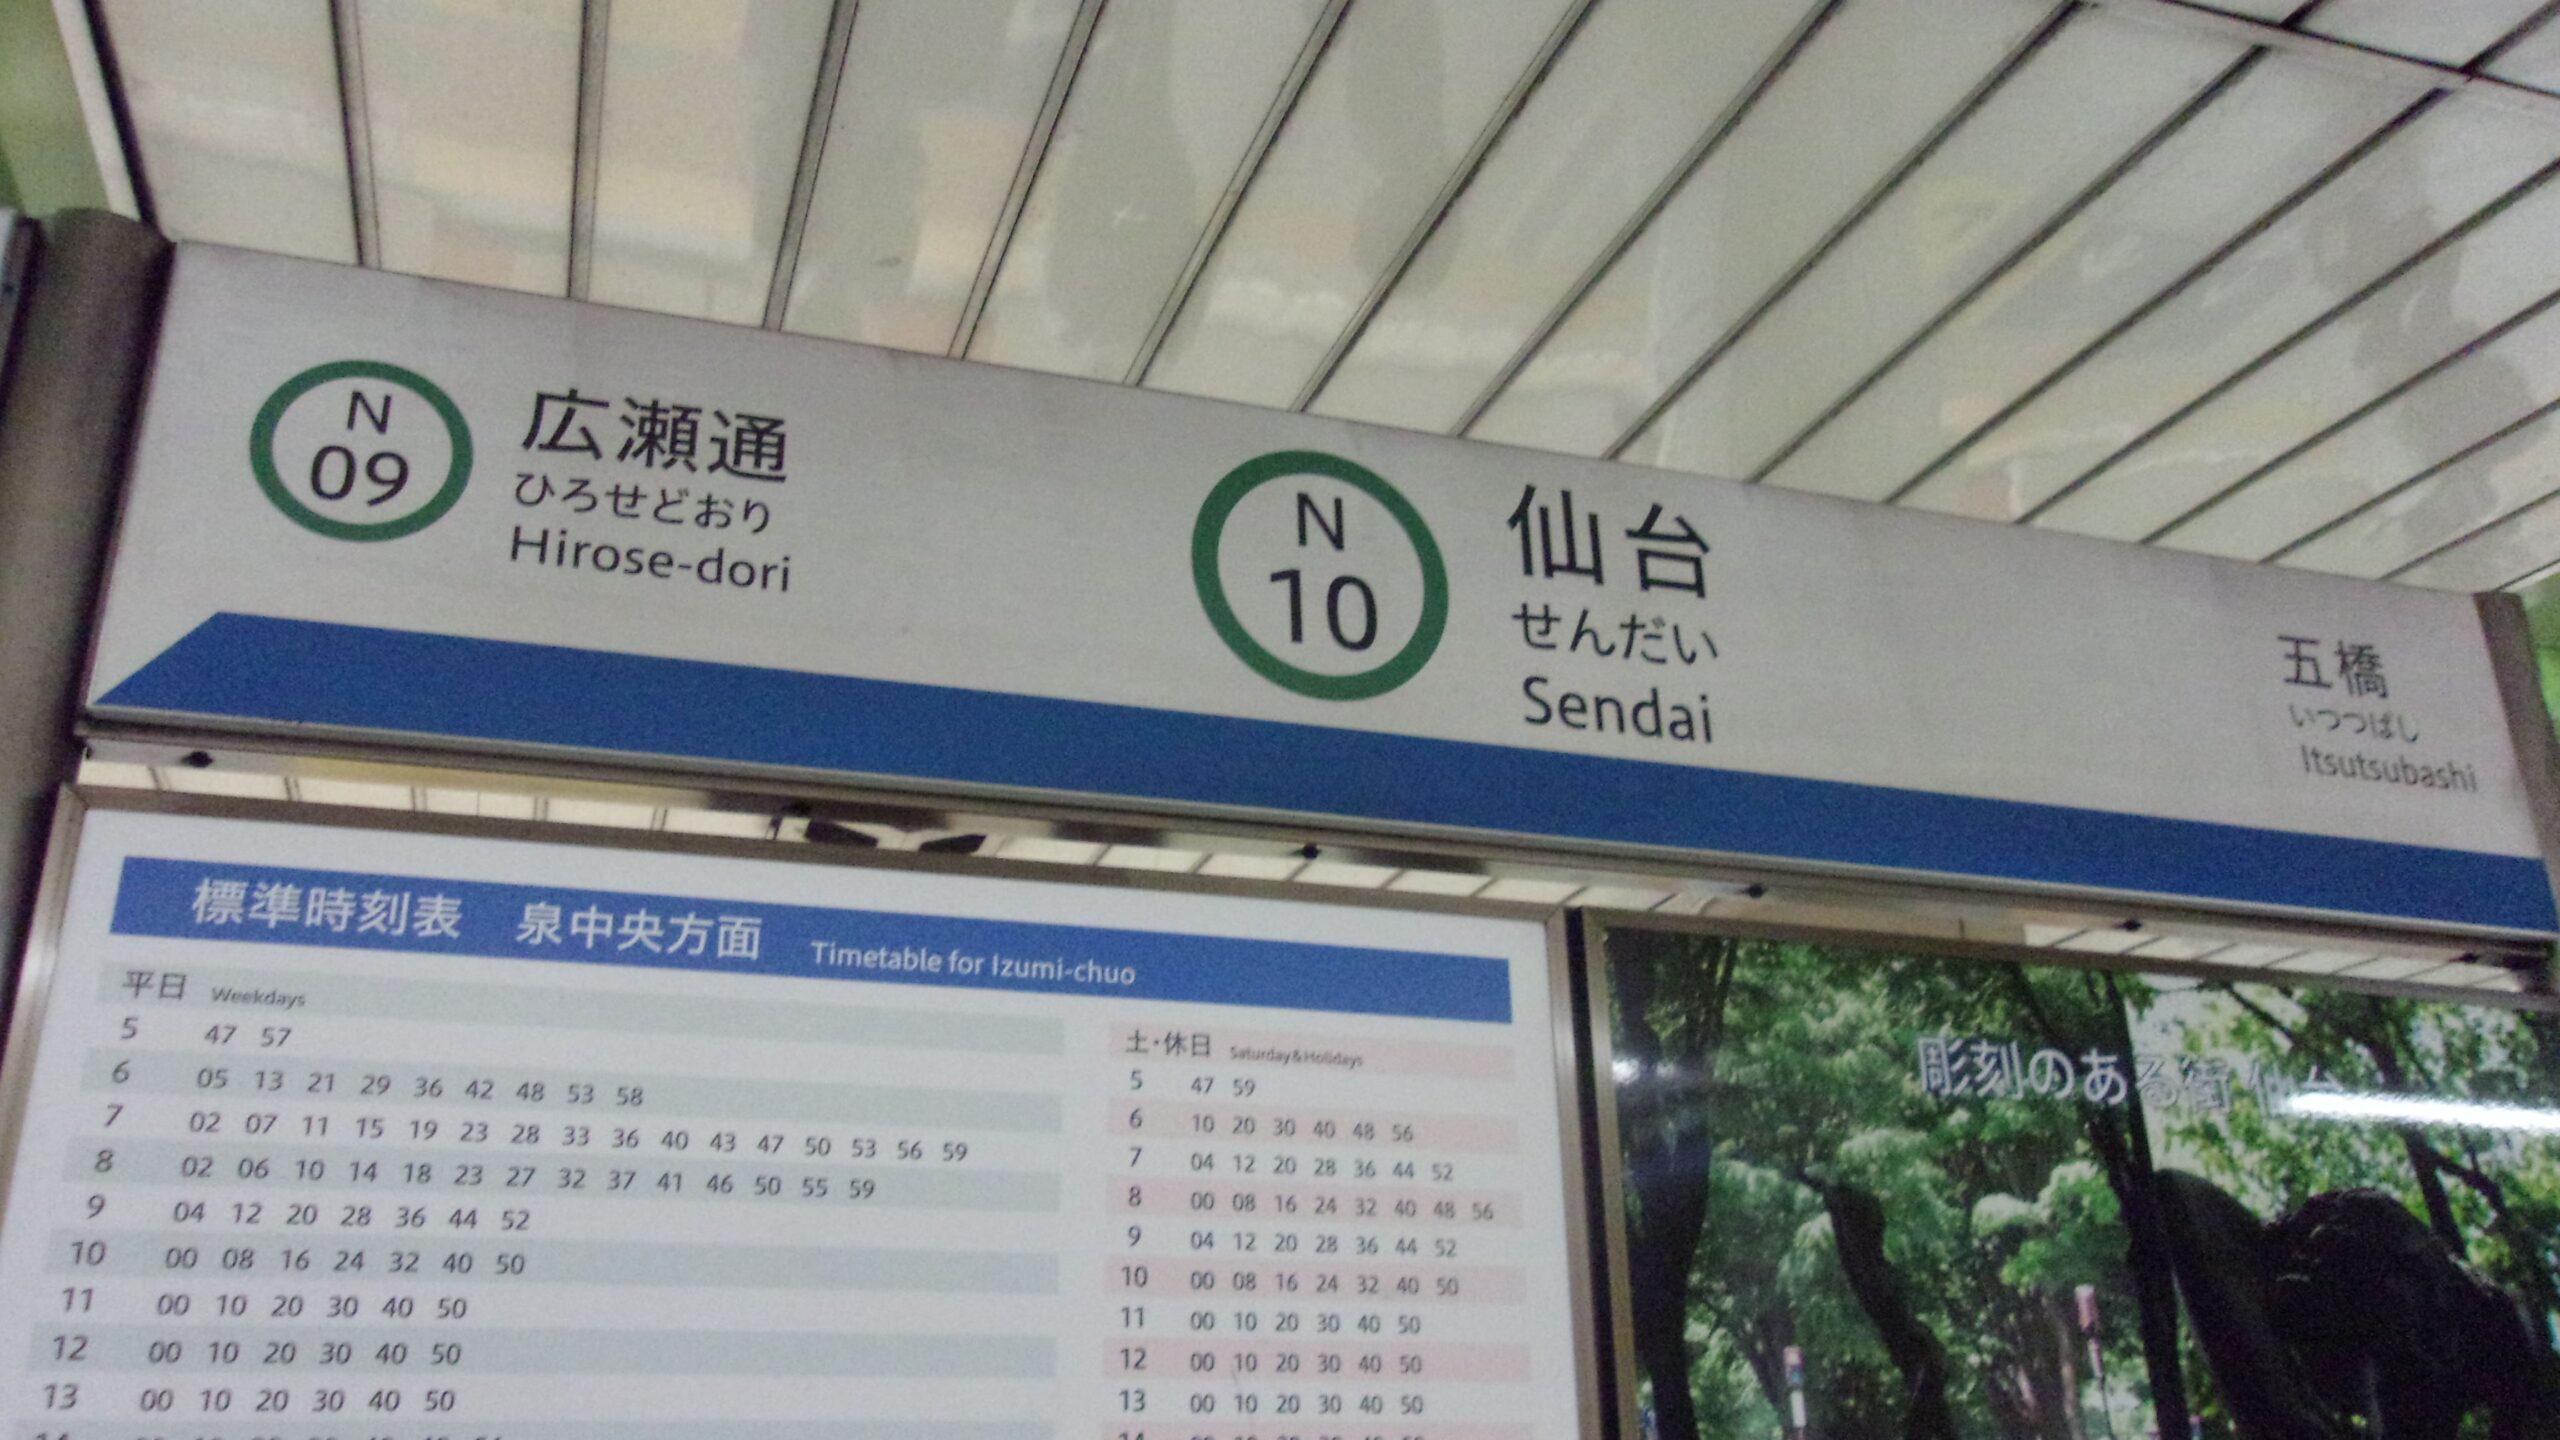 N
09
広瀬通
ひろせどおり
Hirose-dori
N
10
仙台
せんだい
Sendai
五橋
いつつばし
Itsutsubashi
標準時刻表 泉中央方面 Timetable for Izumi-chuo
平日 Weekdays
5 47 57
6 05 13 21 29 36 42 48 53 58
7 02 07 11 15 19 23 28 33 36 40 43 47 50 53 56 59
8 02 06 10 14 18 23 27 32 37 41 46 50 55 59
9 04 12 20 28 36 44 52
10 00 08 16 24 32 40 50
11 00 10 20 30 40 50
12 00 10 20 30 40 50
13 00 10 20 30 40 50
土・休日 Saturday&Holidays
5 47 59
6 10 20 30 40 48 56
7 04 12 20 28 36 44 52
8 00 08 16 24 32 40 48 56
9 04 12 20 28 36 44 52
10 00 08 16 24 32 40 50
11 00 10 20 30 40 50
12 00 10 20 30 40 50
13 00 10 20 30 40 50
彫刻のある街 仙台